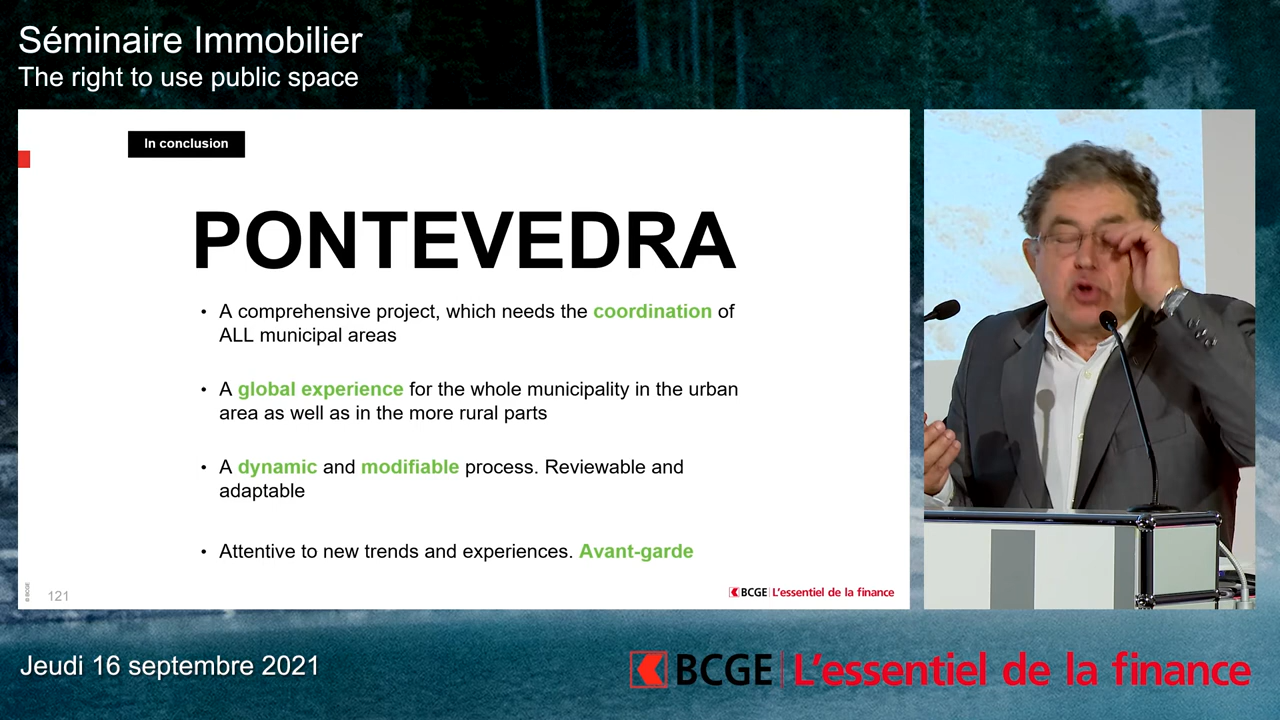 Séminaire Immobilier
The right to use public space
In conclusion
PONTEVEDRA
• A comprehensive project, which needs the coordination of
ALL municipal areas
• A global experience for the whole municipality in the urban
area as well as in the more rural parts
• A dynamic and modifiable process. Reviewable and
adaptable
• Attentive to new trends and experiences. Avant-garde
© BCGE
121
BCGE L'essentiel de la finance
Jeudi 16 septembre 2021
BCGE L'essentiel de la finance